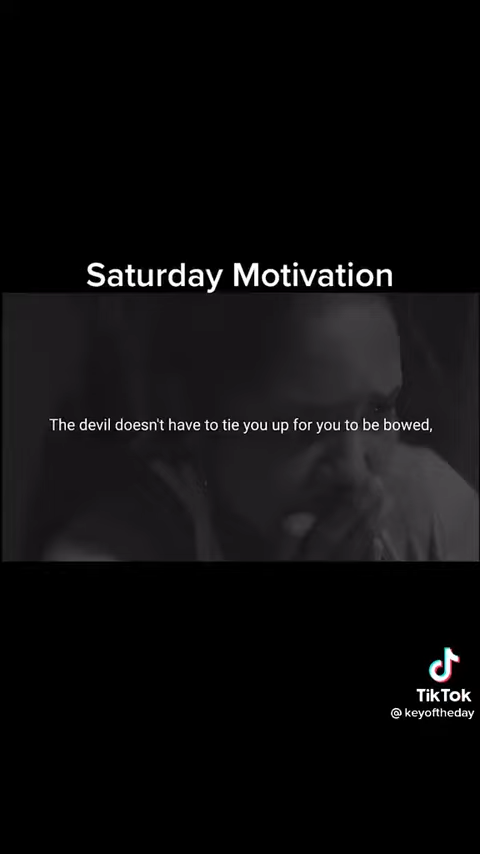 Saturday Motivation
The devil doesn't have to tie you up for you to be bowed,
TikTok
@ keyoftheday